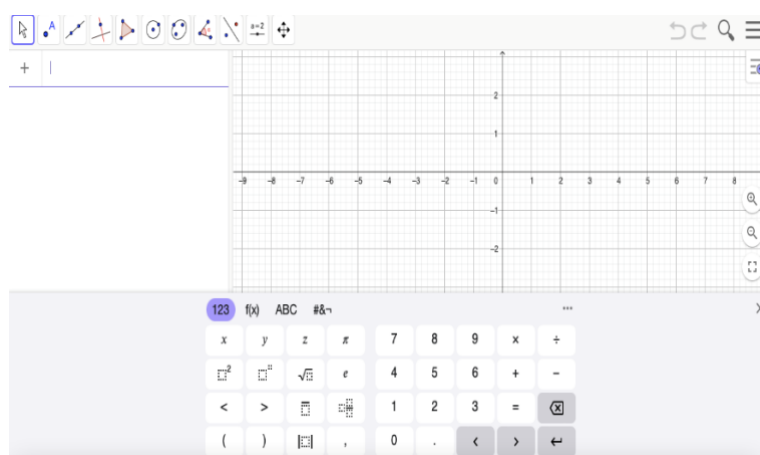 A
a=2
+
2
1
-9 -8 -7 -6 -5 -4 -3 -2 -1 0 1 2 3 4 5 6 7 8
-1
-2
123 f(x) ABC #&¬ ...
x y z π 7 8 9 × ÷
2 √ e 4 5 6 + −
< > 1 2 3 =
( ) | | , 0 . < >